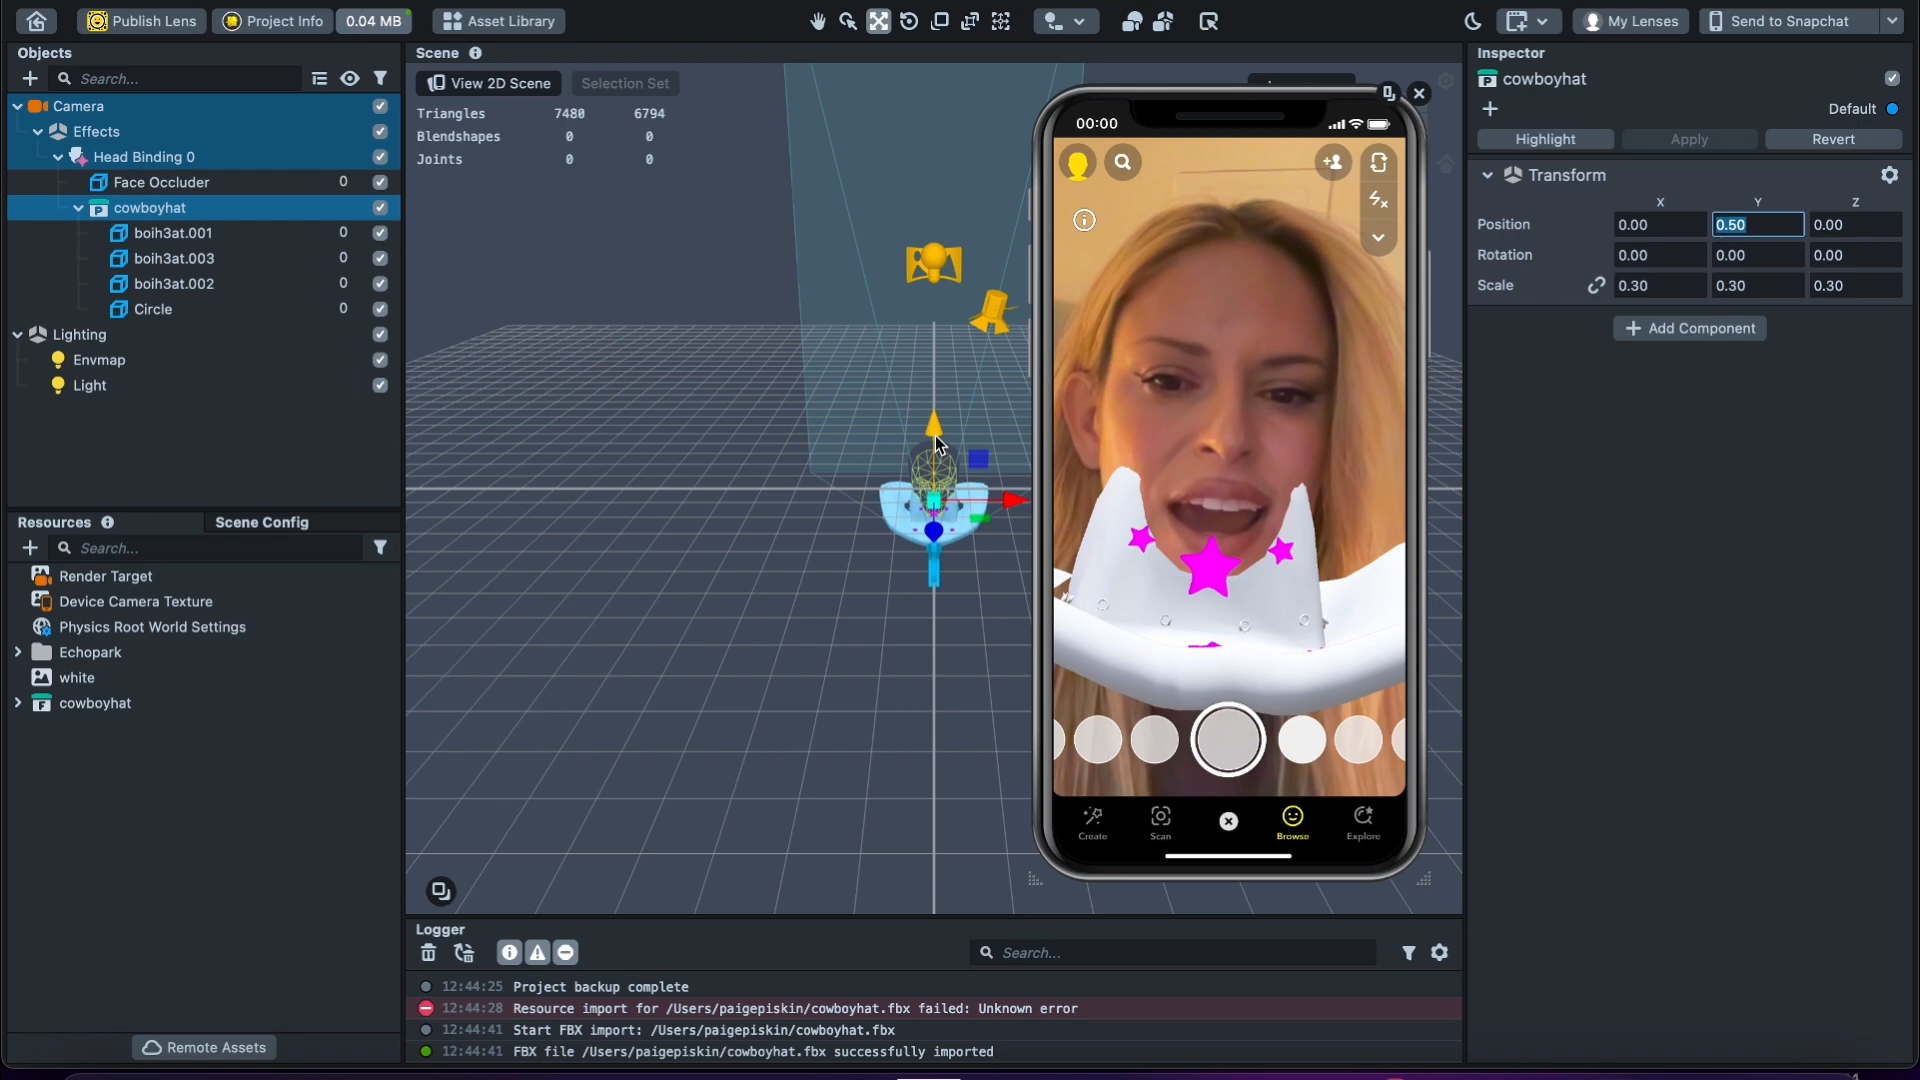 Publish Lens
Project Info
0.04 MB
Asset Library
My Lenses
Send to Snapchat
Objects
Search...
Camera
Effects
Head Binding 0
Face Occluder 0
cowboyhat
boih3at.001 0
boih3at.003 0
boih3at.002 0
Circle 0
Lighting
Envmap
Light
Resources
Scene Config
Search...
Render Target
Device Camera Texture
Physics Root World Settings
Echopark
white
cowboyhat
Remote Assets
Scene
View 2D Scene
Selection Set
Triangles 7480 6794
Blendshapes 0 0
Joints 0 0
00:00
Create
Scan
Browse
Explore
Logger
Search...
12:44:25 Project backup complete
12:44:28 Resource import for /Users/paigepiskin/cowboyhat.fbx failed: Unknown error
12:44:41 Start FBX import: /Users/paigepiskin/cowboyhat.fbx
12:44:41 FBX file /Users/paigepiskin/cowboyhat.fbx successfully imported
Inspector
cowboyhat
Default
Highlight
Apply
Revert
Transform
X Y Z
Position 0.00 0.50 0.00
Rotation 0.00 0.00 0.00
Scale 0.30 0.30 0.30
Add Component